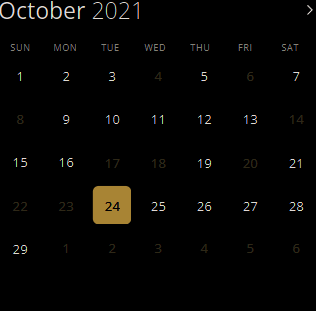 October 2021
SUN MON TUE WED THU FRI SAT
1 2 3 4 5 6 7
8 9 10 11 12 13 14
15 16 17 18 19 20 21
22 23 24 25 26 27 28
29 1 2 3 4 5 6